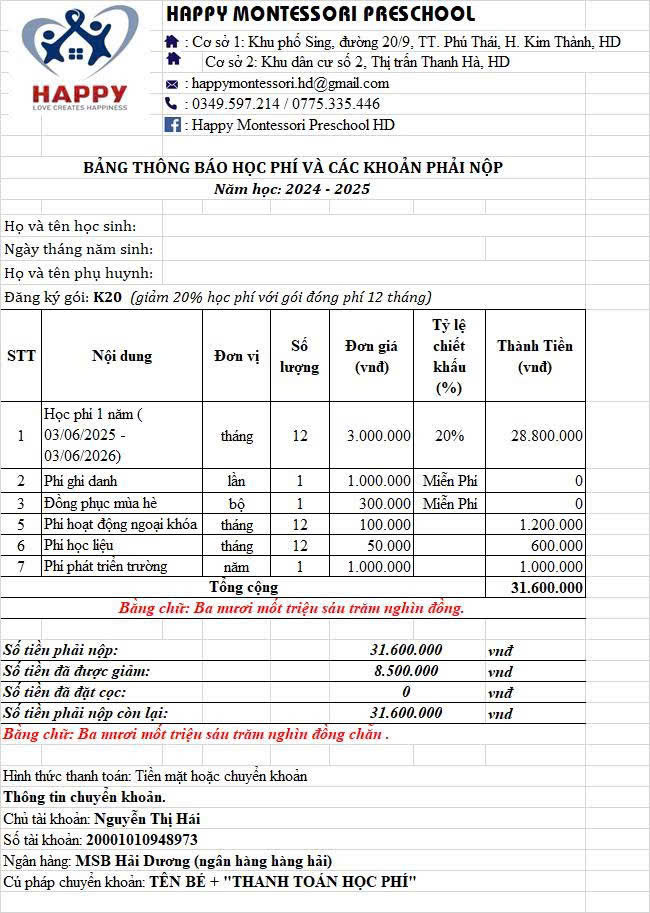 HAPPY
LOVE CREATES HAPPINESS
HAPPY MONTESSORI PRESCHOOL
: Cơ sở 1: Khu phố Sing, đường 20/9, TT. Phú Thái, H. Kim Thành, HD
Cơ sở 2: Khu dân cư số 2, Thị trấn Thanh Hà, HD
: happymontessori.hd@gmail.com
: 0349.597.214 / 0775.335.446
: Happy Montessori Preschool HD
BẢNG THÔNG BÁO HỌC PHÍ VÀ CÁC KHOẢN PHẢI NỘP
Năm học: 2024 - 2025
Họ và tên học sinh:
Ngày tháng năm sinh:
Họ và tên phụ huynh:
Đăng ký gói: K20 (giảm 20% học phí với gói đóng phí 12 tháng)
STT Nội dung Đơn vị Số lượng Đơn giá (vnđ) Tỷ lệ chiết khấu (%) Thành Tiền (vnđ)
1 Học phí 1 năm ( 03/06/2025 - 03/06/2026) tháng 12 3.000.000 20% 28.800.000
2 Phí ghi danh lần 1 1.000.000 Miễn Phí 0
3 Đồng phục mùa hè bộ 1 300.000 Miễn Phí 0
5 Phí hoạt động ngoại khóa tháng 12 100.000 1.200.000
6 Phí học liệu tháng 12 50.000 600.000
7 Phí phát triển trường năm 1 1.000.000 1.000.000
Tổng cộng 31.600.000
Bằng chữ: Ba mươi mốt triệu sáu trăm nghìn đồng.
Số tiền phải nộp: 31.600.000 vnđ
Số tiền đã được giảm: 8.500.000 vnđ
Số tiền đã đặt cọc: 0 vnđ
Số tiền phải nộp còn lại: 31.600.000 vnđ
Bằng chữ: Ba mươi mốt triệu sáu trăm nghìn đồng chẵn .
Hình thức thanh toán: Tiền mặt hoặc chuyển khoản
Thông tin chuyển khoản.
Chủ tài khoản: Nguyễn Thị Hái
Số tài khoản: 20001010948973
Ngân hàng: MSB Hải Dương (ngân hàng hàng hải)
Cú pháp chuyển khoản: TÊN BÉ + "THANH TOÁN HỌC PHÍ"